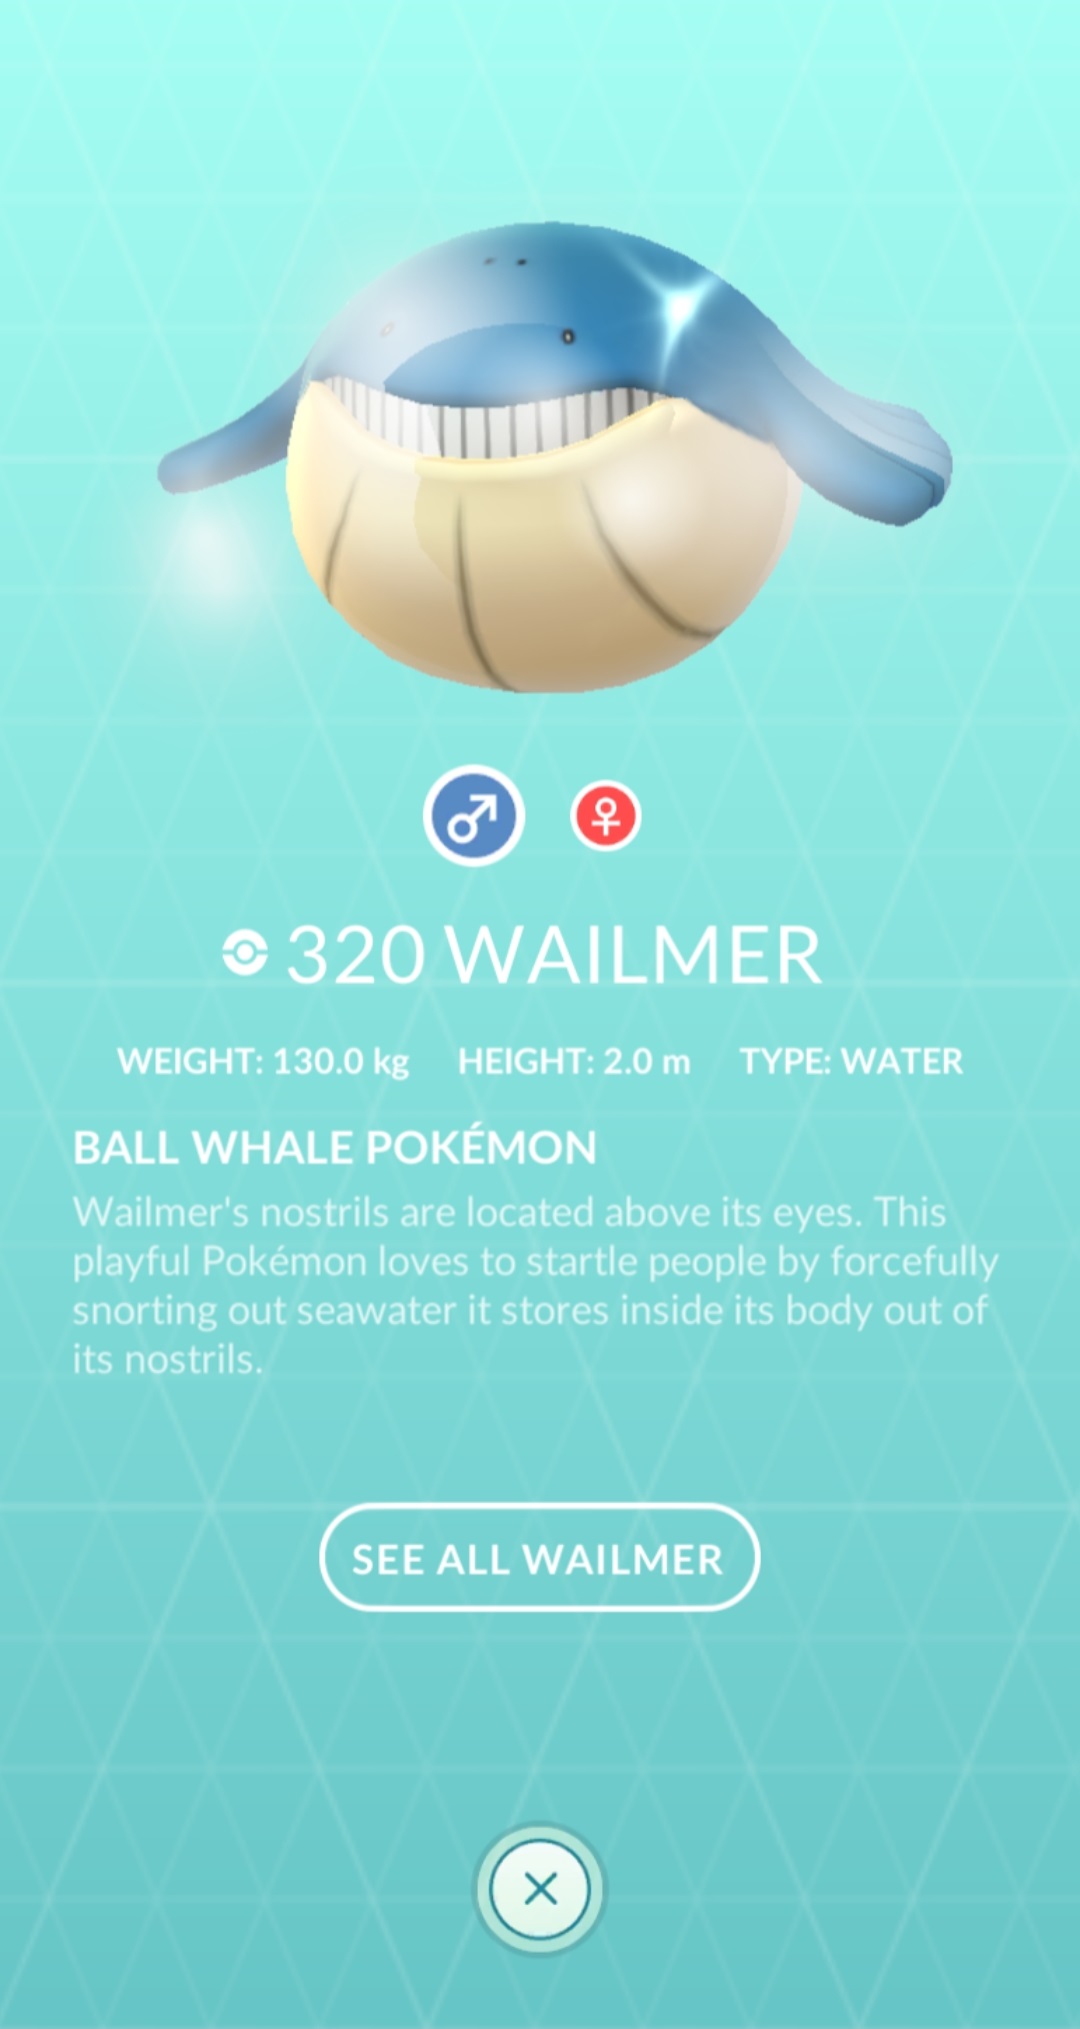 320 WAILMER
WEIGHT: 130.0 kg HEIGHT: 2.0 m TYPE: WATER
BALL WHALE POKÉMON
Wailmer's nostrils are located above its eyes. This
playful Pokémon loves to startle people by forcefully
snorting out seawater it stores inside its body out of
its nostrils.
SEE ALL WAILMER